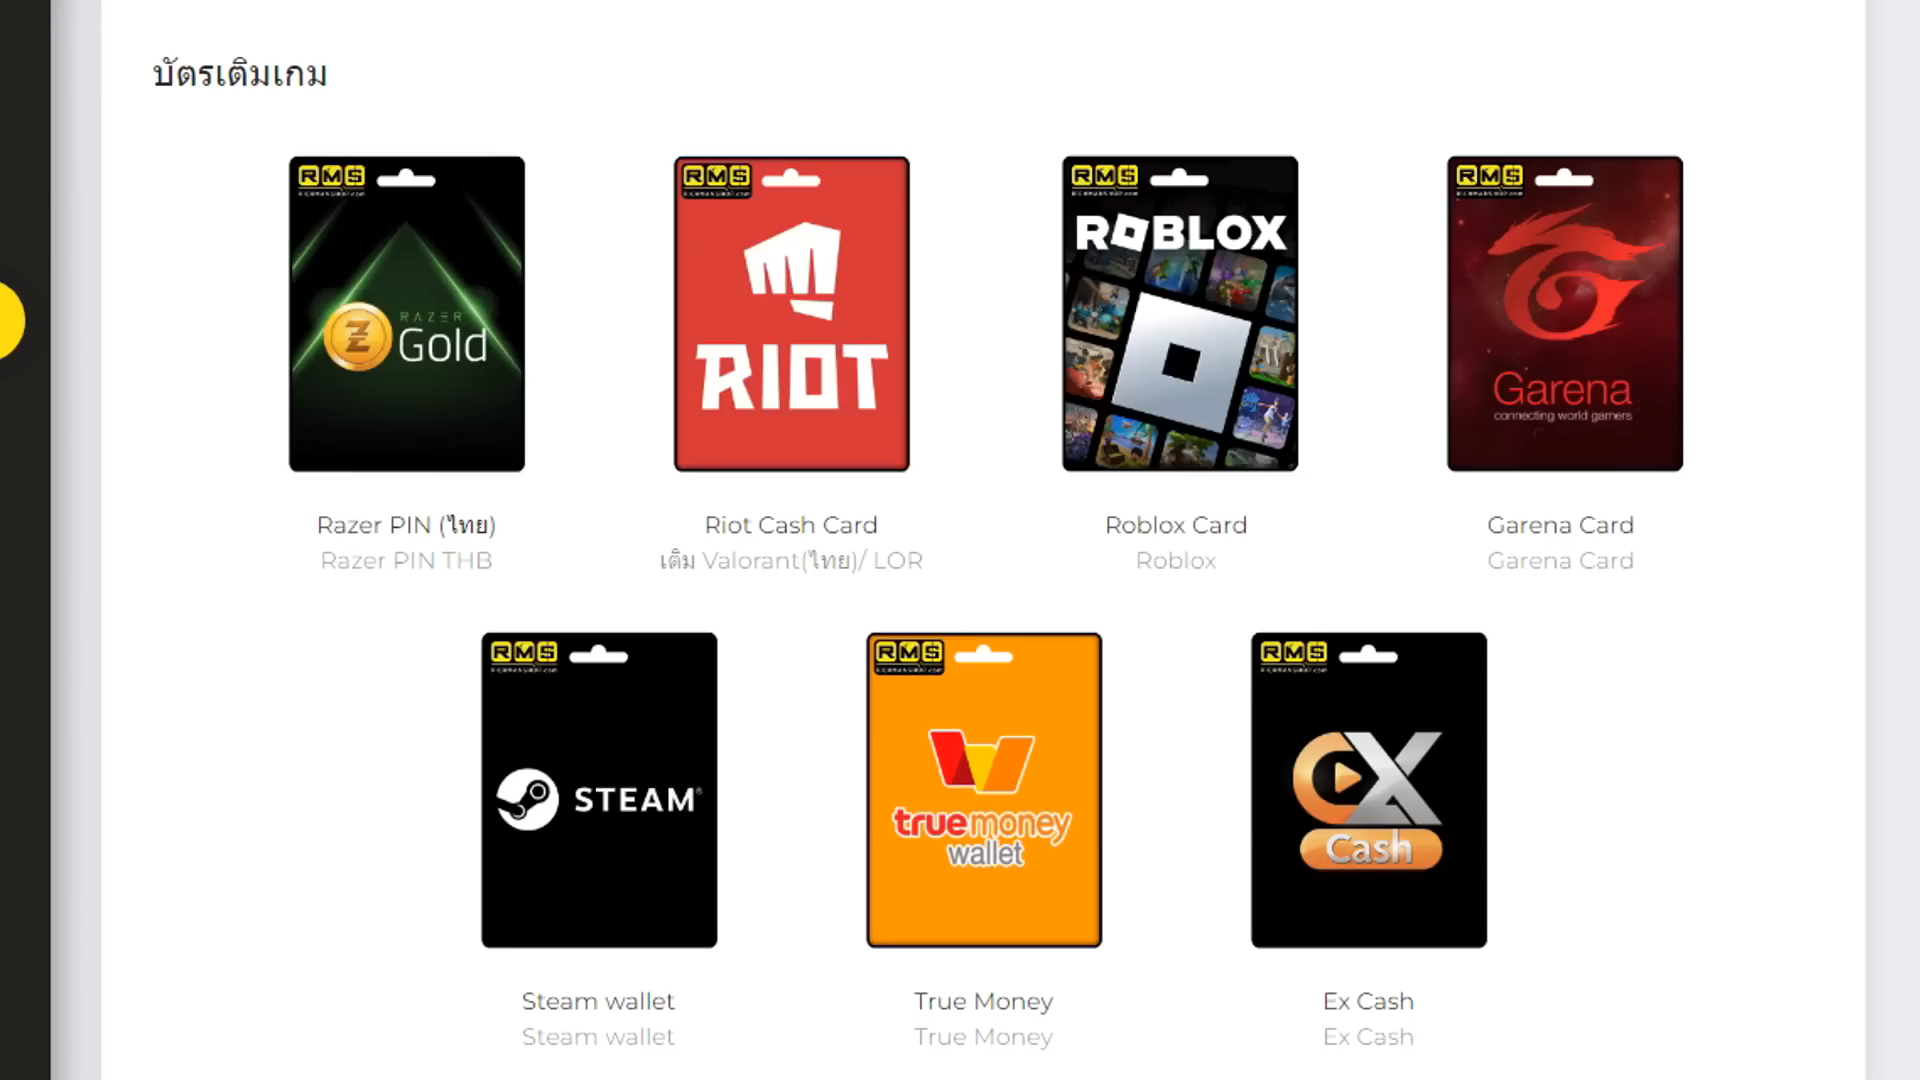 บัตรเติมเกม
RMS
RAZER
Gold
RMS
RIOT
RMS
ROBLOX
RMS
Garena
connecting world gamers
Razer PIN (ไทย)
Razer PIN THB
Riot Cash Card
เติม Valorant(ไทย)/ LOR
Roblox Card
Roblox
Garena Card
Garena Card
RMS
STEAM
RMS
truemoney
wallet
RMS
EX
Cash
Steam wallet
Steam wallet
True Money
True Money
Ex Cash
Ex Cash